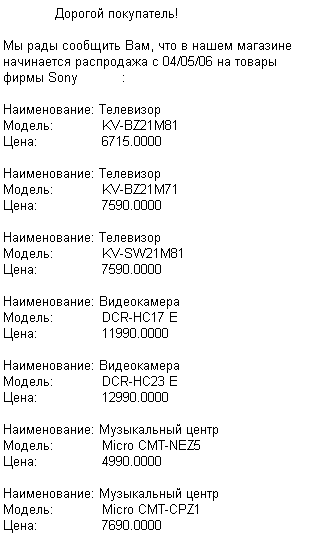 Дорогой покупатель!
Мы рады сообщить Вам, что в нашем магазине
начинается распродажа с 04/05/06 на товары
фирмы Sony :
Наименование: Телевизор
Модель: KV-BZ21M81
Цена: 6715.0000
Наименование: Телевизор
Модель: KV-BZ21M71
Цена: 7590.0000
Наименование: Телевизор
Модель: KV-SW21M81
Цена: 7590.0000
Наименование: Видеокамера
Модель: DCR-HC17 E
Цена: 11990.0000
Наименование: Видеокамера
Модель: DCR-HC23 E
Цена: 12990.0000
Наименование: Музыкальный центр
Модель: Micro CMT-NEZ5
Цена: 4990.0000
Наименование: Музыкальный центр
Модель: Micro CMT-CPZ1
Цена: 7690.0000